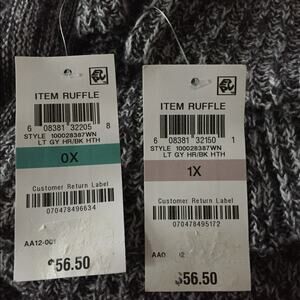 ITEM RUFFLE
6 08381 32205 8
STYLE 100028387WN
LT GY HR/BK HTH
0X
Customer Return Label
070478496634
AA12-001
$56.50
ITEM RUFFLE
6 08381 32150 1
STYLE 100028387WN
LT GY HR/BK HTH
1X
Customer Return Label
070478495172
$56.50